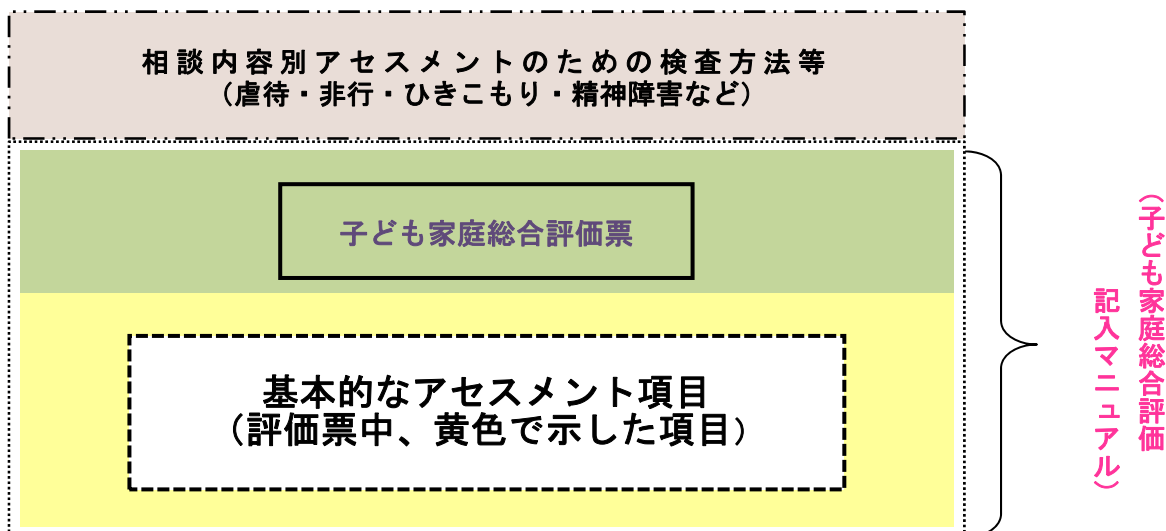 相談内容別アセスメントのための検査方法等
（虐待・非行・ひきこもり・精神障害など）
子ども家庭総合評価票
基本的なアセスメント項目
（評価票中、黄色で示した項目）
（子ども家庭総合評価
記入マニュアル）